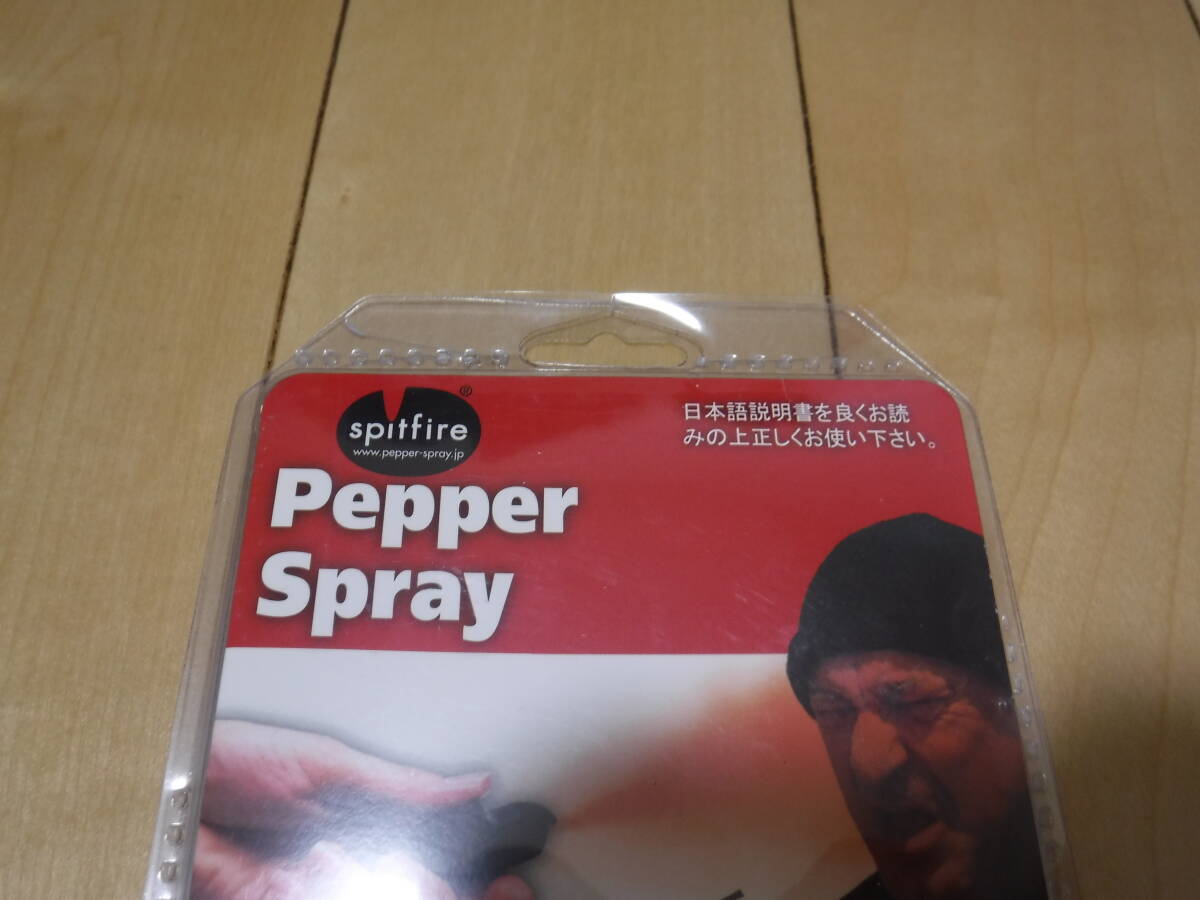 spitfire®
www.pepper-spray.jp
日本語説明書を良くお読
みの上正しくお使い下さい。
Pepper
Spray